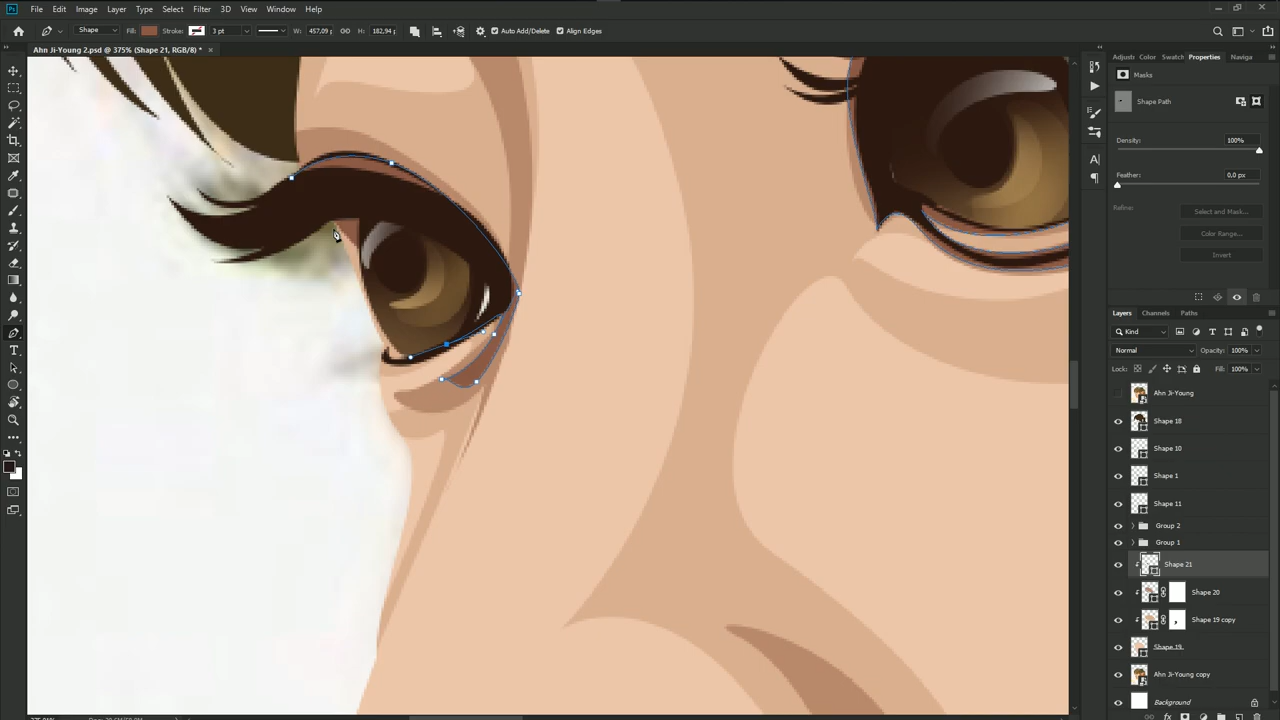 Ps File Edit Image Layer Type Select Filter 3D View Window Help
Shape Fill: Stroke: 3 pt W: 457,09 p GO H: 182,94 p Auto Add/Delete Align Edges
Ahn Ji-Young 2.psd @ 375% (Shape 21, RGB/8) *
Adjustr Color Swatch Properties Naviga
Masks
Shape Path
Density: 100%
Feather: 0,0 px
Refine: Select and Mask...
Color Range...
Invert
Layers Channels Paths
Kind
Normal Opacity: 100%
Lock: Fill: 100%
Ahn Ji-Young
Shape 18
Shape 10
Shape 1
Shape 11
Group 2
Group 1
Shape 21
Shape 20
Shape 19 copy
Shape 19
Ahn Ji-Young copy
Background
fx